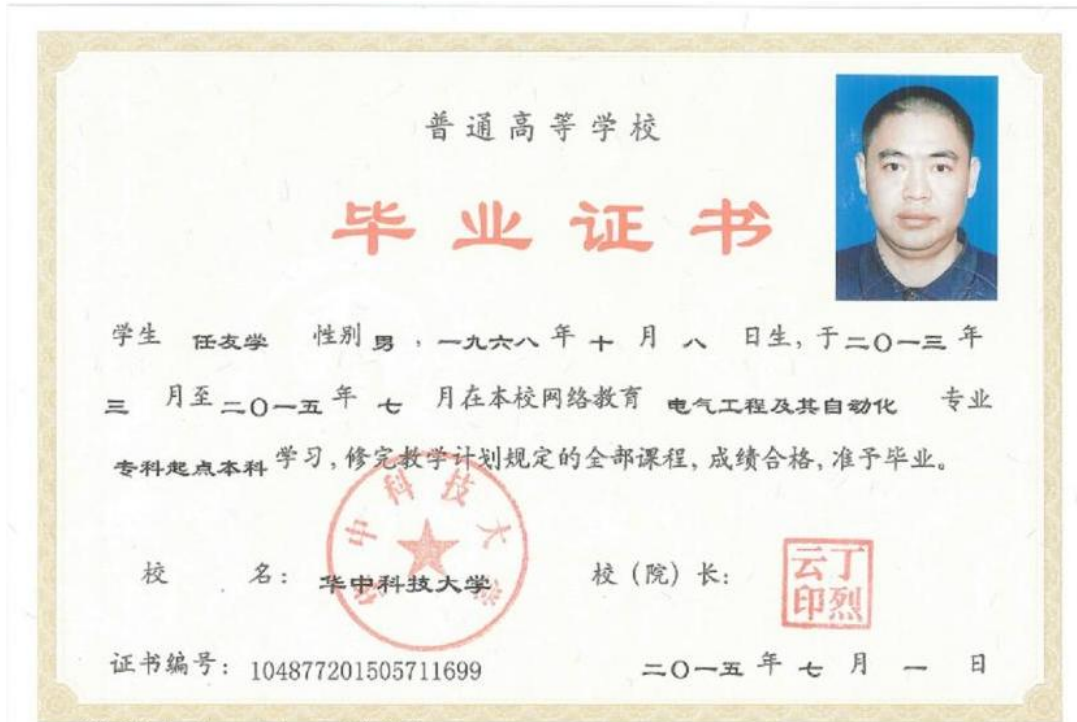 普通高等学校
毕业证书
学生 任友学 性别 男 , 一九六八 年 十 月 八 日生, 于 二〇一三 年
三 月至 二〇一五 年 七 月在本校网络教育 电气工程及其自动化 专业
专科起点本科 学习, 修完教学计划规定的全部课程, 成绩合格, 准予毕业。
华中科技大学
校 名: 华中科技大学 校 (院) 长: 丁烈云印
证书编号: 104877201505711699 二〇一五 年 七 月 一 日